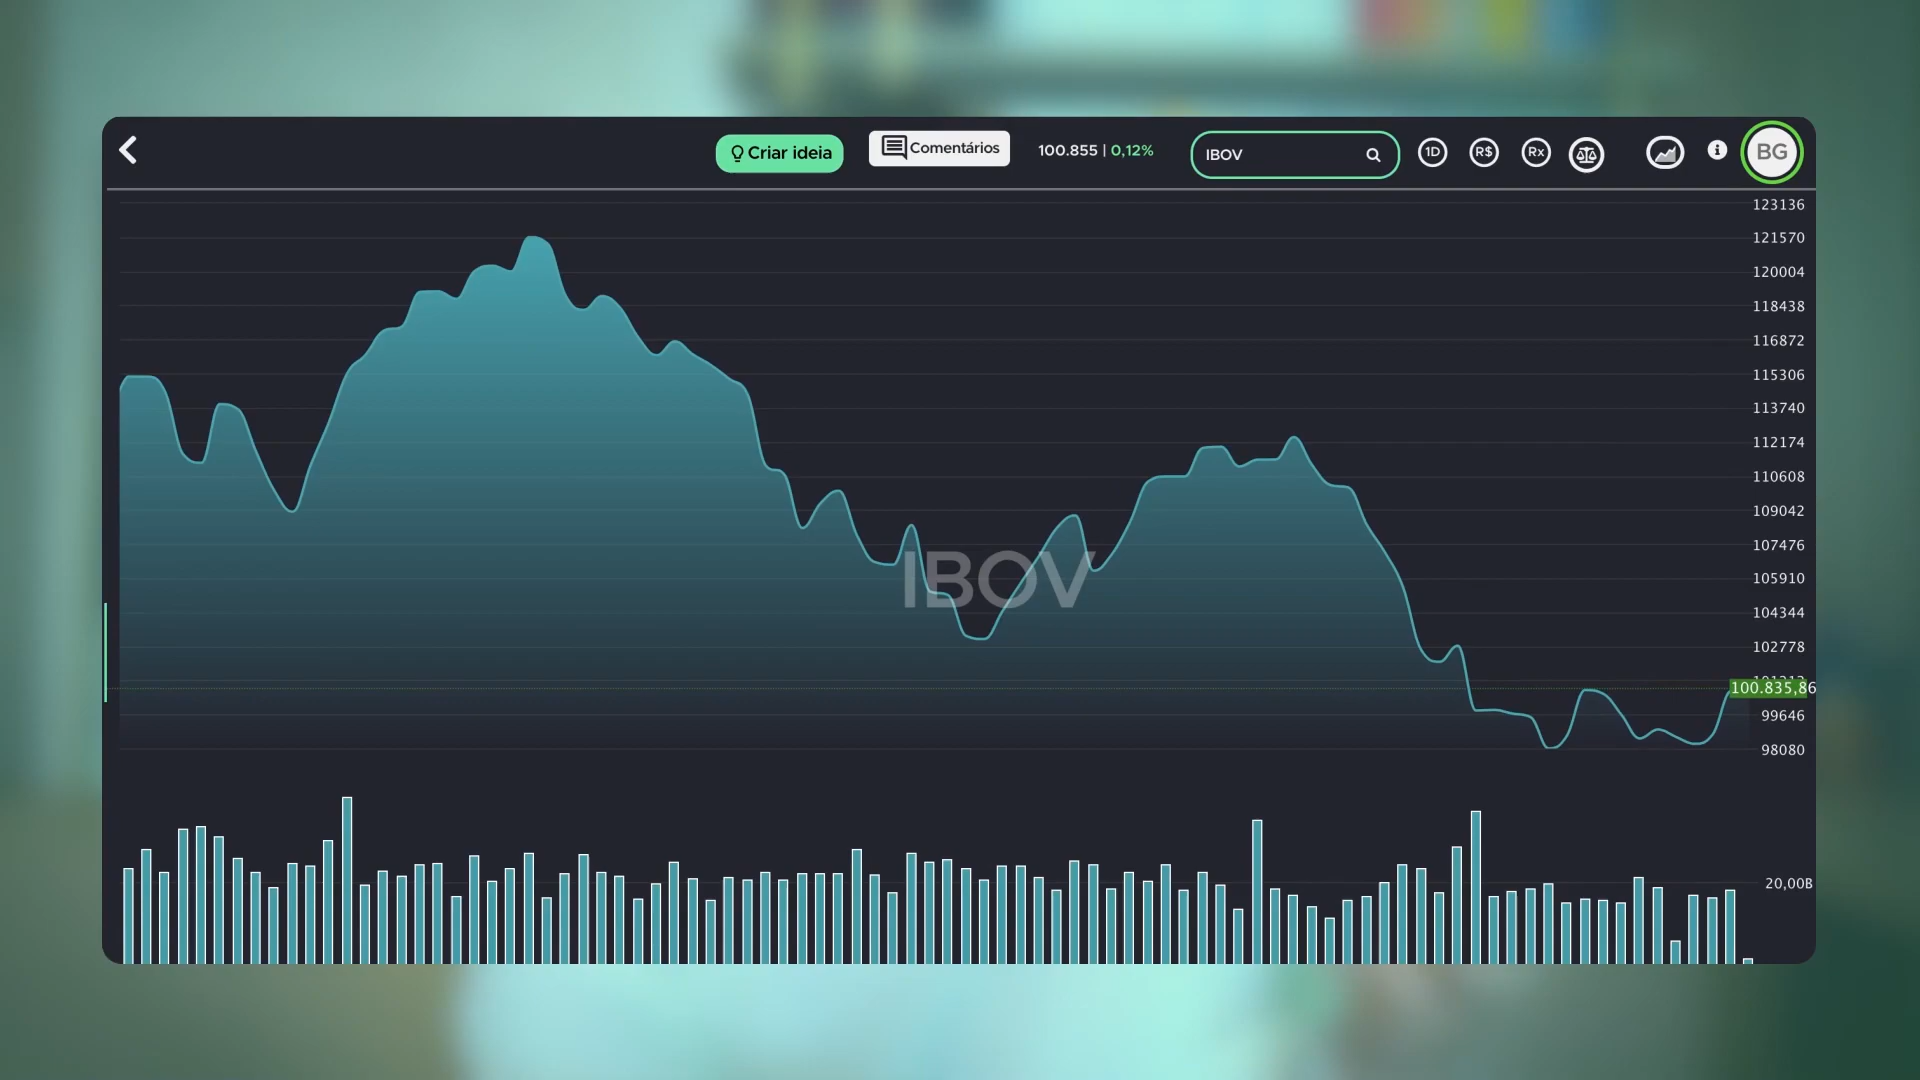 Criar ideia
Comentários
100.855 | 0,12%
IBOV
1D
R$
Rx
i
BG
123136
121570
120004
118438
116872
115306
113740
112174
110608
109042
107476
105910
104344
102778
100.835,86
99646
98080
IBOV
20,00B